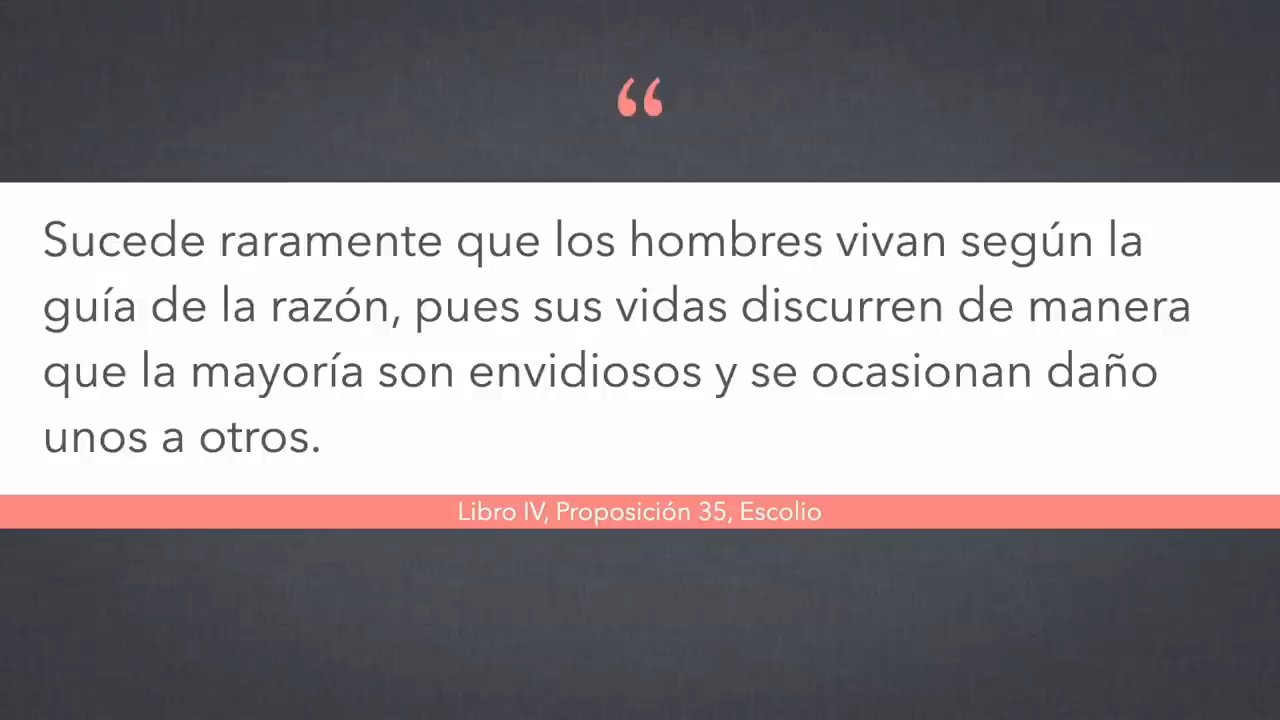 “
Sucede raramente que los hombres vivan según la
guía de la razón, pues sus vidas discurren de manera
que la mayoría son envidiosos y se ocasionan daño
unos a otros.
Libro IV, Proposición 35, Escolio